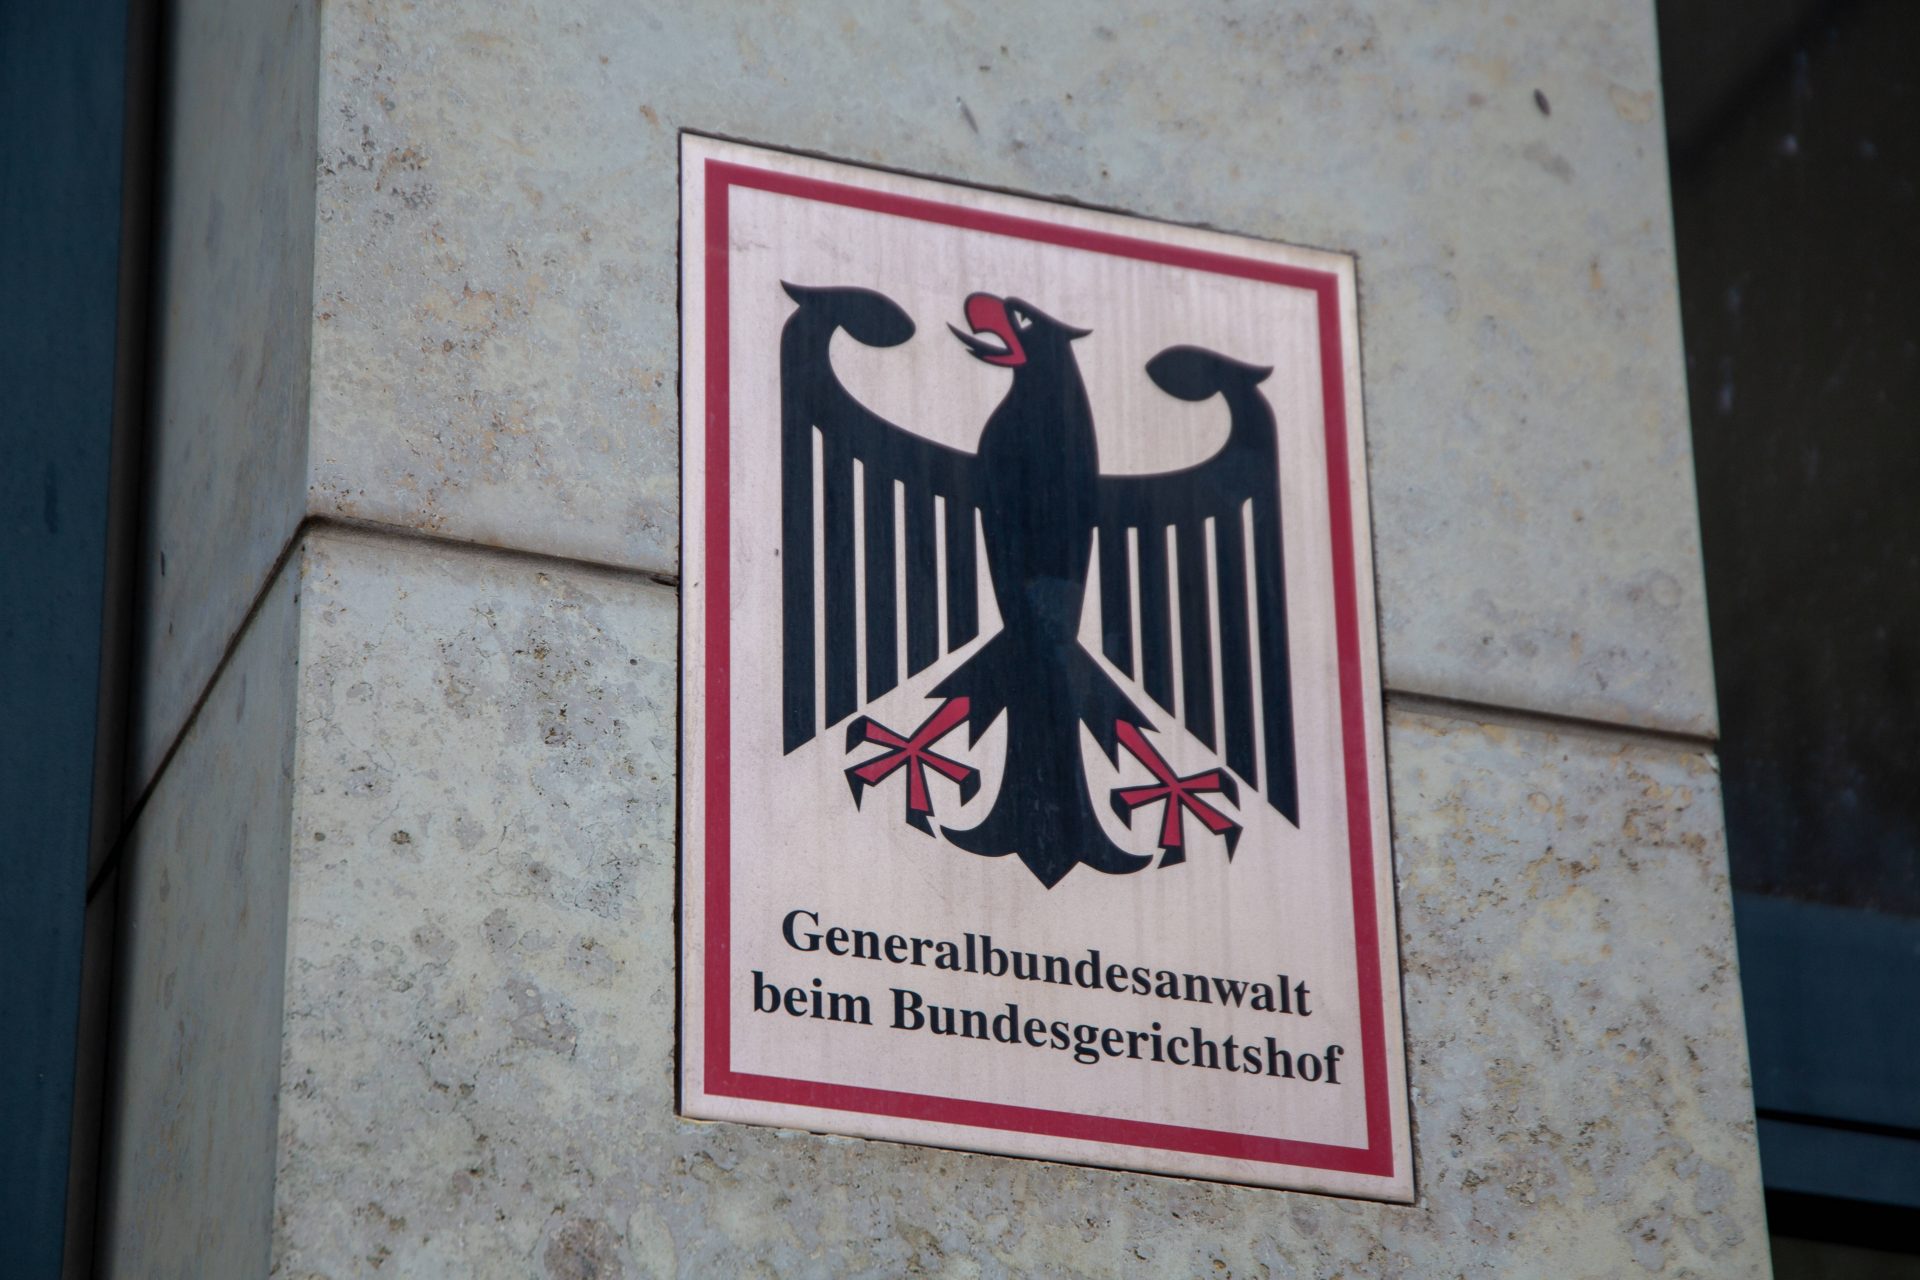 Generalbundesanwalt
beim Bundesgerichtshof